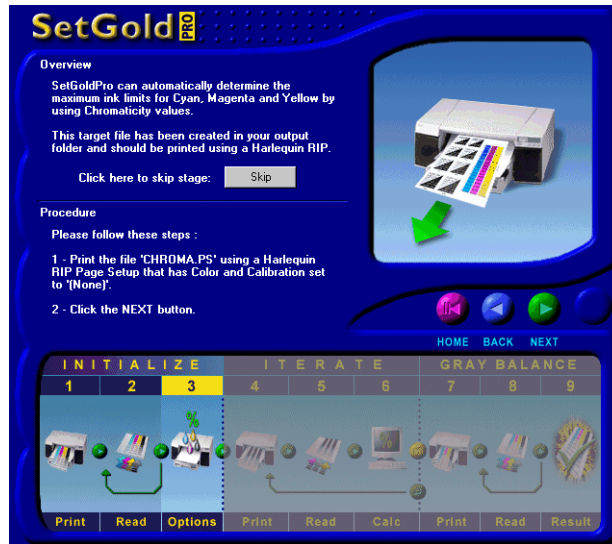 SetGold PRO
Overview
SetGoldPro can automatically determine the
maximum ink limits for Cyan, Magenta and Yellow by
using Chromaticity values.
This target file has been created in your output
folder and should be printed using a Harlequin RIP.
Click here to skip stage: Skip
Procedure
Please follow these steps :
1 - Print the file 'CHROMA.PS' using a Harlequin
RIP Page Setup that has Color and Calibration set
to '(None)'.
2 - Click the NEXT button.
HOME BACK NEXT
INITIALIZE ITERATE GRAY BALANCE
1 2 3 4 5 6 7 8 9
%
%
Print Read Options Print Read Calc Print Read Result